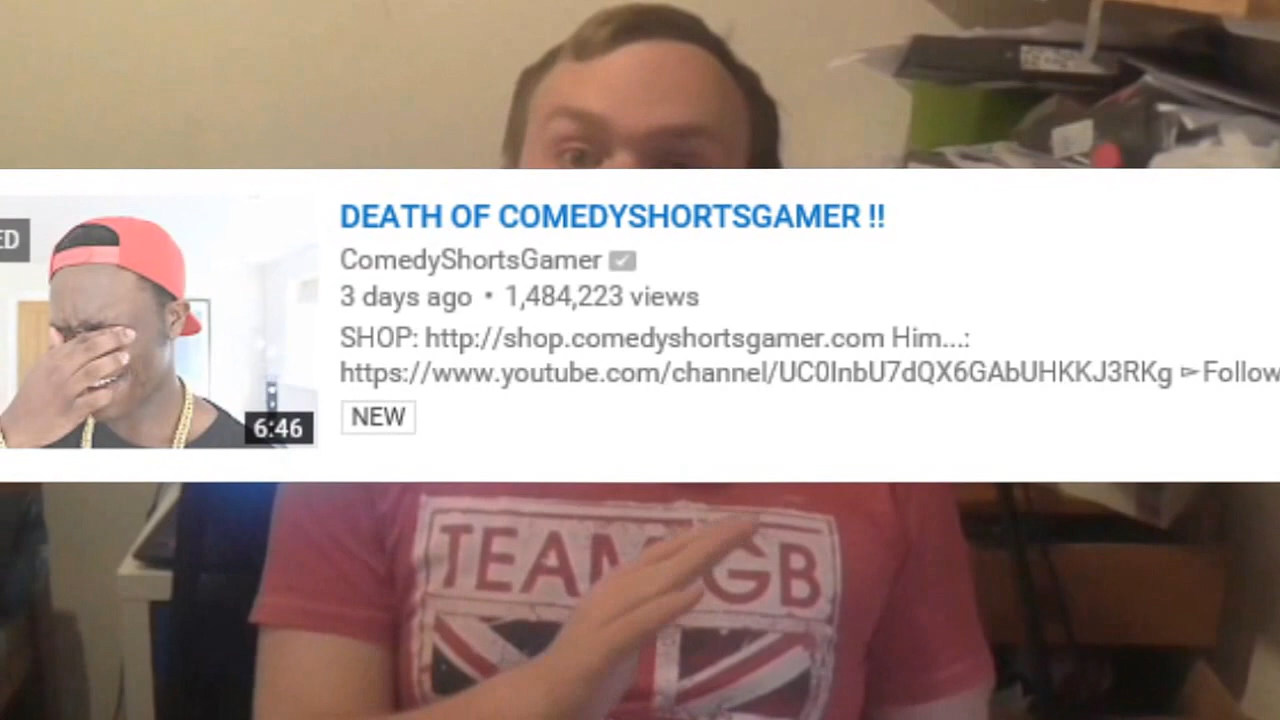 ED
6:46
DEATH OF COMEDYSHORTSGAMER !!
ComedyShortsGamer
3 days ago • 1,484,223 views
SHOP: http://shop.comedyshortsgamer.com Him...:
https://www.youtube.com/channel/UC0InbU7dQX6GAbUHKKJ3RKg ⊳Follow
NEW
TEAM GB